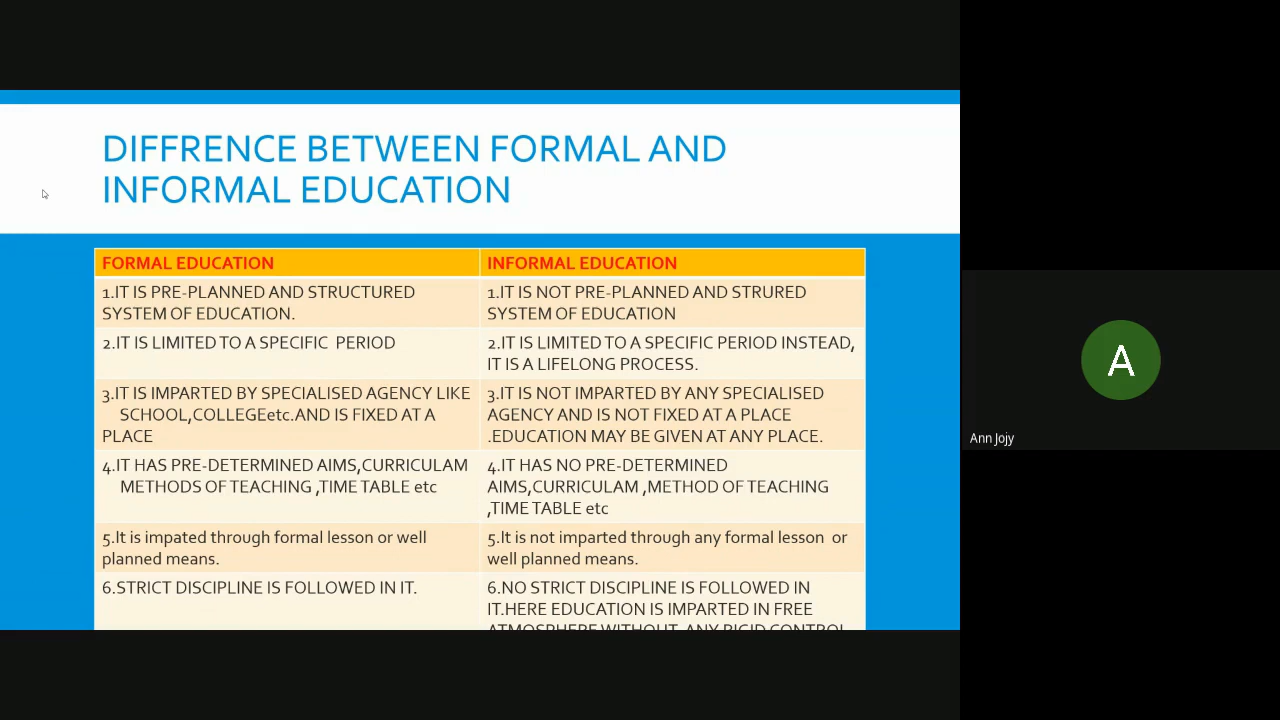 DIFFRENCE BETWEEN FORMAL AND
INFORMAL EDUCATION
FORMAL EDUCATION
INFORMAL EDUCATION
1.IT IS PRE-PLANNED AND STRUCTURED
SYSTEM OF EDUCATION.
1.IT IS NOT PRE-PLANNED AND STRURED
SYSTEM OF EDUCATION
2.IT IS LIMITED TO A SPECIFIC PERIOD
2.IT IS LIMITED TO A SPECIFIC PERIOD INSTEAD,
IT IS A LIFELONG PROCESS.
3.IT IS IMPARTED BY SPECIALISED AGENCY LIKE
SCHOOL,COLLEGEetc.AND IS FIXED AT A
PLACE
3.IT IS NOT IMPARTED BY ANY SPECIALISED
AGENCY AND IS NOT FIXED AT A PLACE
.EDUCATION MAY BE GIVEN AT ANY PLACE.
4.IT HAS PRE-DETERMINED AIMS,CURRICULAM
METHODS OF TEACHING ,TIME TABLE etc
4.IT HAS NO PRE-DETERMINED
AIMS,CURRICULAM ,METHOD OF TEACHING
,TIME TABLE etc
5.It is impated through formal lesson or well
planned means.
5.It is not imparted through any formal lesson or
well planned means.
6.STRICT DISCIPLINE IS FOLLOWED IN IT.
6.NO STRICT DISCIPLINE IS FOLLOWED IN
IT.HERE EDUCATION IS IMPARTED IN FREE
ATMOSPHERE WITHOUT ANY RIGID CONTROL
A
Ann Jojy